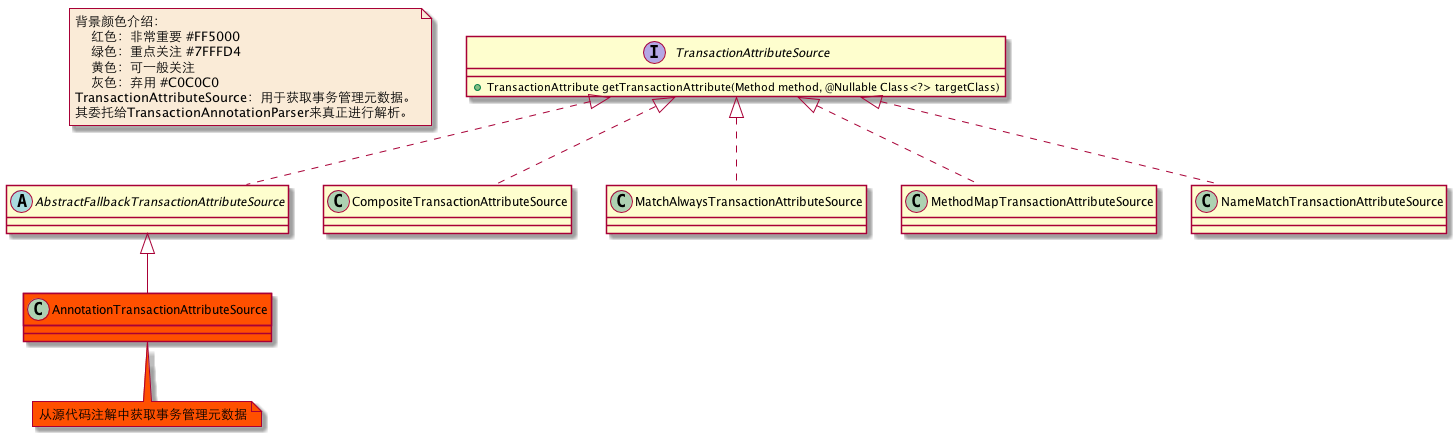 背景颜色介绍：
红色：非常重要 #FF5000
绿色：重点关注 #7FFFD4
黄色：可一般关注
灰色：弃用 #C0C0C0
TransactionAttributeSource：用于获取事务管理元数据。
其委托给TransactionAnnotationParser来真正进行解析。
I TransactionAttributeSource
TransactionAttribute getTransactionAttribute(Method method, @Nullable Class<?> targetClass)
A AbstractFallbackTransactionAttributeSource
C CompositeTransactionAttributeSource
C MatchAlwaysTransactionAttributeSource
C MethodMapTransactionAttributeSource
C NameMatchTransactionAttributeSource
C AnnotationTransactionAttributeSource
从源代码注解中获取事务管理元数据